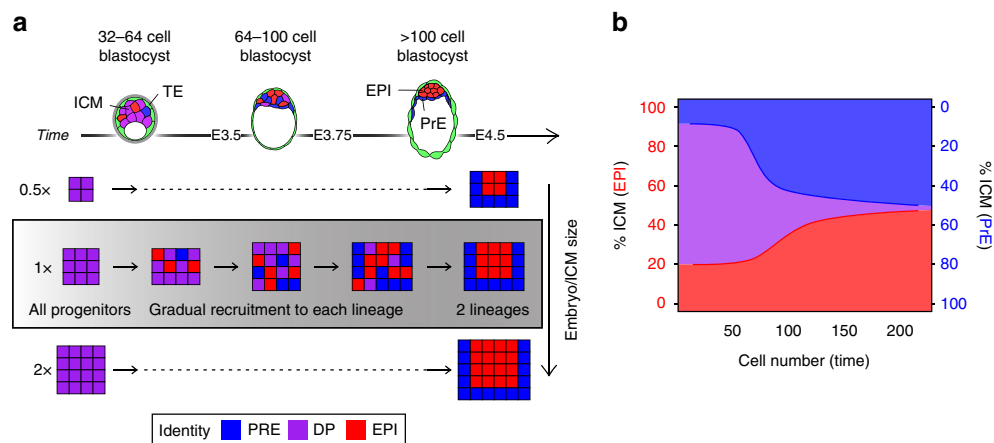 a
32–64 cell
blastocyst
64–100 cell
blastocyst
>100 cell
blastocyst
ICM
TE
EPI
PrE
Time
E3.5
E3.75
E4.5
0.5×
1×
All progenitors
Gradual recruitment to each lineage
2 lineages
2×
Embryo/ICM size
Identity
PRE
DP
EPI
b
% ICM (EPI)
100
80
60
40
20
0
0
20
40
60
80
100
% ICM (PrE)
50
100
150
200
Cell number (time)